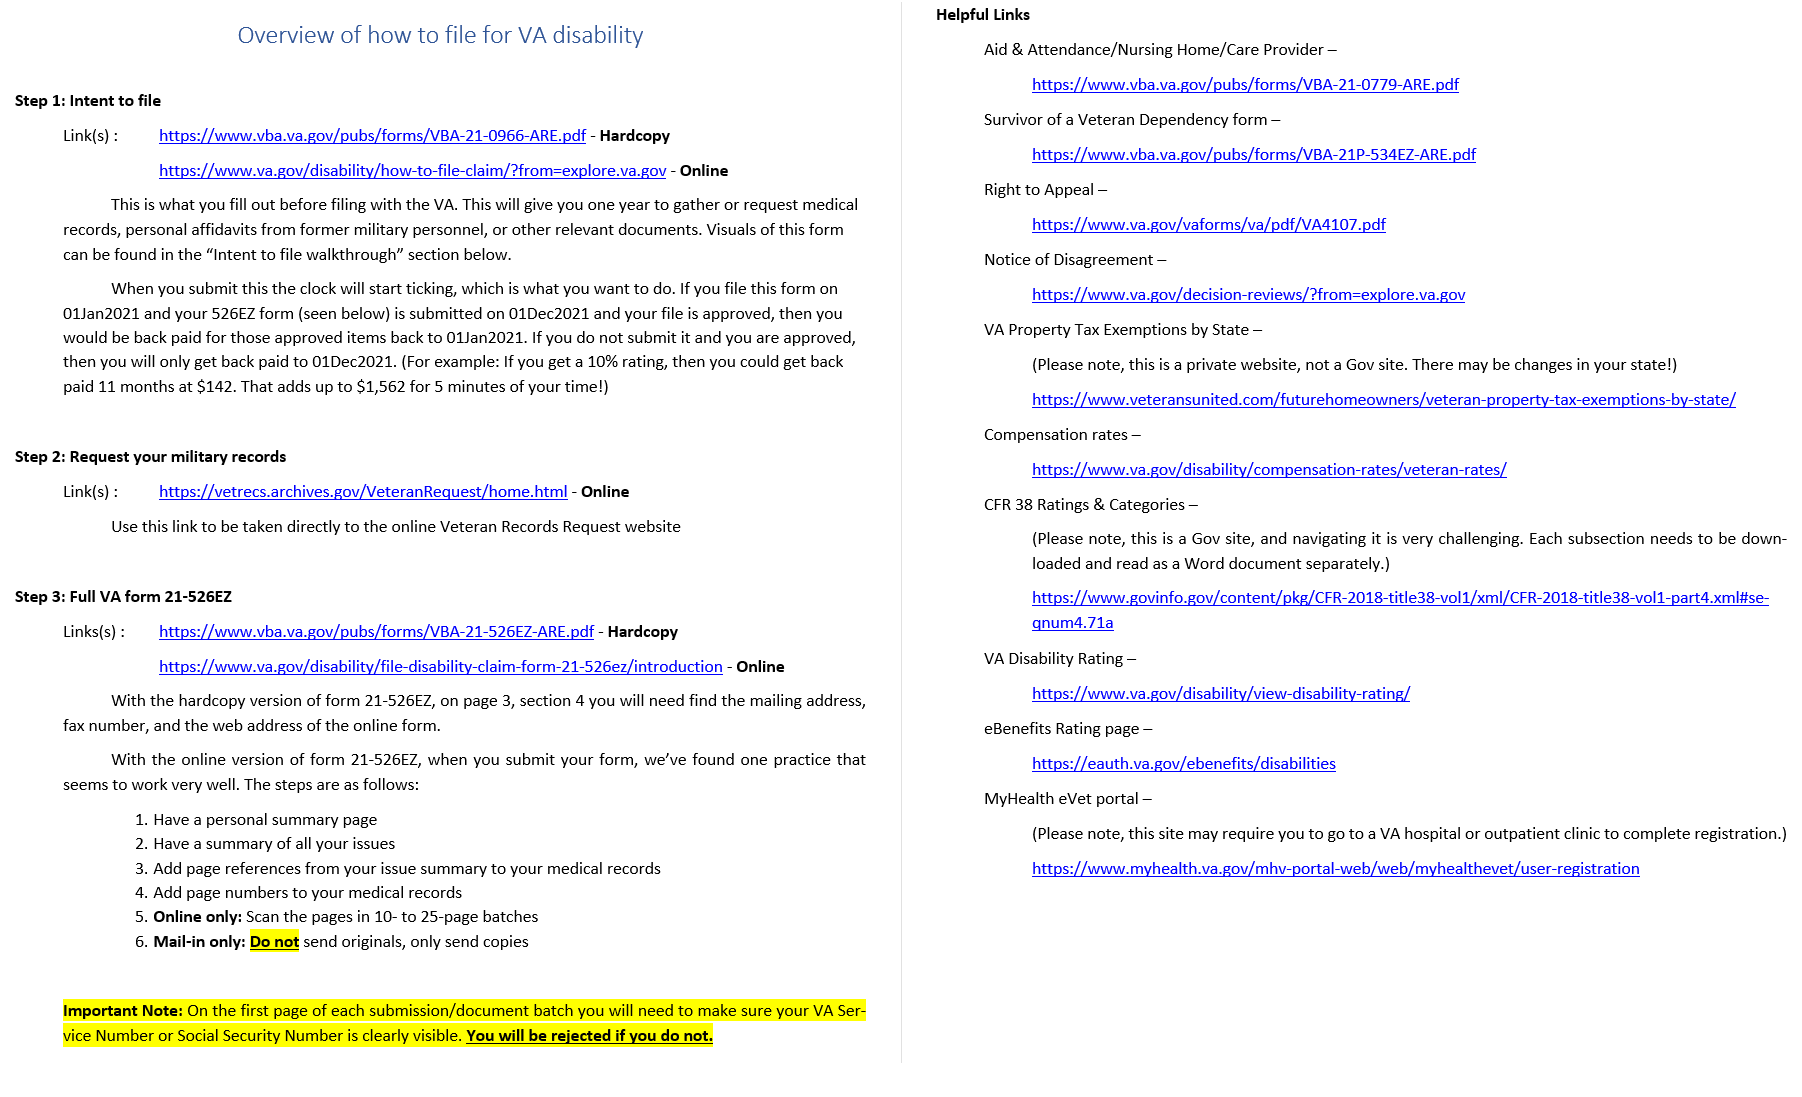 Overview of how to file for VA disability
Step 1: Intent to file
Link(s) : https://www.vba.va.gov/pubs/forms/VBA-21-0966-ARE.pdf - Hardcopy
https://www.va.gov/disability/how-to-file-claim/?from=explore.va.gov - Online
This is what you fill out before filing with the VA. This will give you one year to gather or request medical
records, personal affidavits from former military personnel, or other relevant documents. Visuals of this form
can be found in the “Intent to file walkthrough” section below.
When you submit this the clock will start ticking, which is what you want to do. If you file this form on
01Jan2021 and your 526EZ form (seen below) is submitted on 01Dec2021 and your file is approved, then you
would be back paid for those approved items back to 01Jan2021. If you do not submit it and you are approved,
then you will only get back paid to 01Dec2021. (For example: If you get a 10% rating, then you could get back
paid 11 months at $142. That adds up to $1,562 for 5 minutes of your time!)
Step 2: Request your military records
Link(s) : https://vetrecs.archives.gov/VeteranRequest/home.html - Online
Use this link to be taken directly to the online Veteran Records Request website
Step 3: Full VA form 21-526EZ
Links(s) : https://www.vba.va.gov/pubs/forms/VBA-21-526EZ-ARE.pdf - Hardcopy
https://www.va.gov/disability/file-disability-claim-form-21-526ez/introduction - Online
With the hardcopy version of form 21-526EZ, on page 3, section 4 you will need find the mailing address,
fax number, and the web address of the online form.
With the online version of form 21-526EZ, when you submit your form, we’ve found one practice that
seems to work very well. The steps are as follows:
1. Have a personal summary page
2. Have a summary of all your issues
3. Add page references from your issue summary to your medical records
4. Add page numbers to your medical records
5. Online only: Scan the pages in 10- to 25-page batches
6. Mail-in only: Do not send originals, only send copies
Important Note: On the first page of each submission/document batch you will need to make sure your VA Ser-
vice Number or Social Security Number is clearly visible. You will be rejected if you do not.
Helpful Links
Aid & Attendance/Nursing Home/Care Provider –
https://www.vba.va.gov/pubs/forms/VBA-21-0779-ARE.pdf
Survivor of a Veteran Dependency form –
https://www.vba.va.gov/pubs/forms/VBA-21P-534EZ-ARE.pdf
Right to Appeal –
https://www.va.gov/vaforms/va/pdf/VA4107.pdf
Notice of Disagreement –
https://www.va.gov/decision-reviews/?from=explore.va.gov
VA Property Tax Exemptions by State –
(Please note, this is a private website, not a Gov site. There may be changes in your state!)
https://www.veteransunited.com/futurehomeowners/veteran-property-tax-exemptions-by-state/
Compensation rates –
https://www.va.gov/disability/compensation-rates/veteran-rates/
CFR 38 Ratings & Categories –
(Please note, this is a Gov site, and navigating it is very challenging. Each subsection needs to be down-
loaded and read as a Word document separately.)
https://www.govinfo.gov/content/pkg/CFR-2018-title38-vol1/xml/CFR-2018-title38-vol1-part4.xml#se-
qnum4.71a
VA Disability Rating –
https://www.va.gov/disability/view-disability-rating/
eBenefits Rating page –
https://eauth.va.gov/ebenefits/disabilities
MyHealth eVet portal –
(Please note, this site may require you to go to a VA hospital or outpatient clinic to complete registration.)
https://www.myhealth.va.gov/mhv-portal-web/web/myhealthevet/user-registration